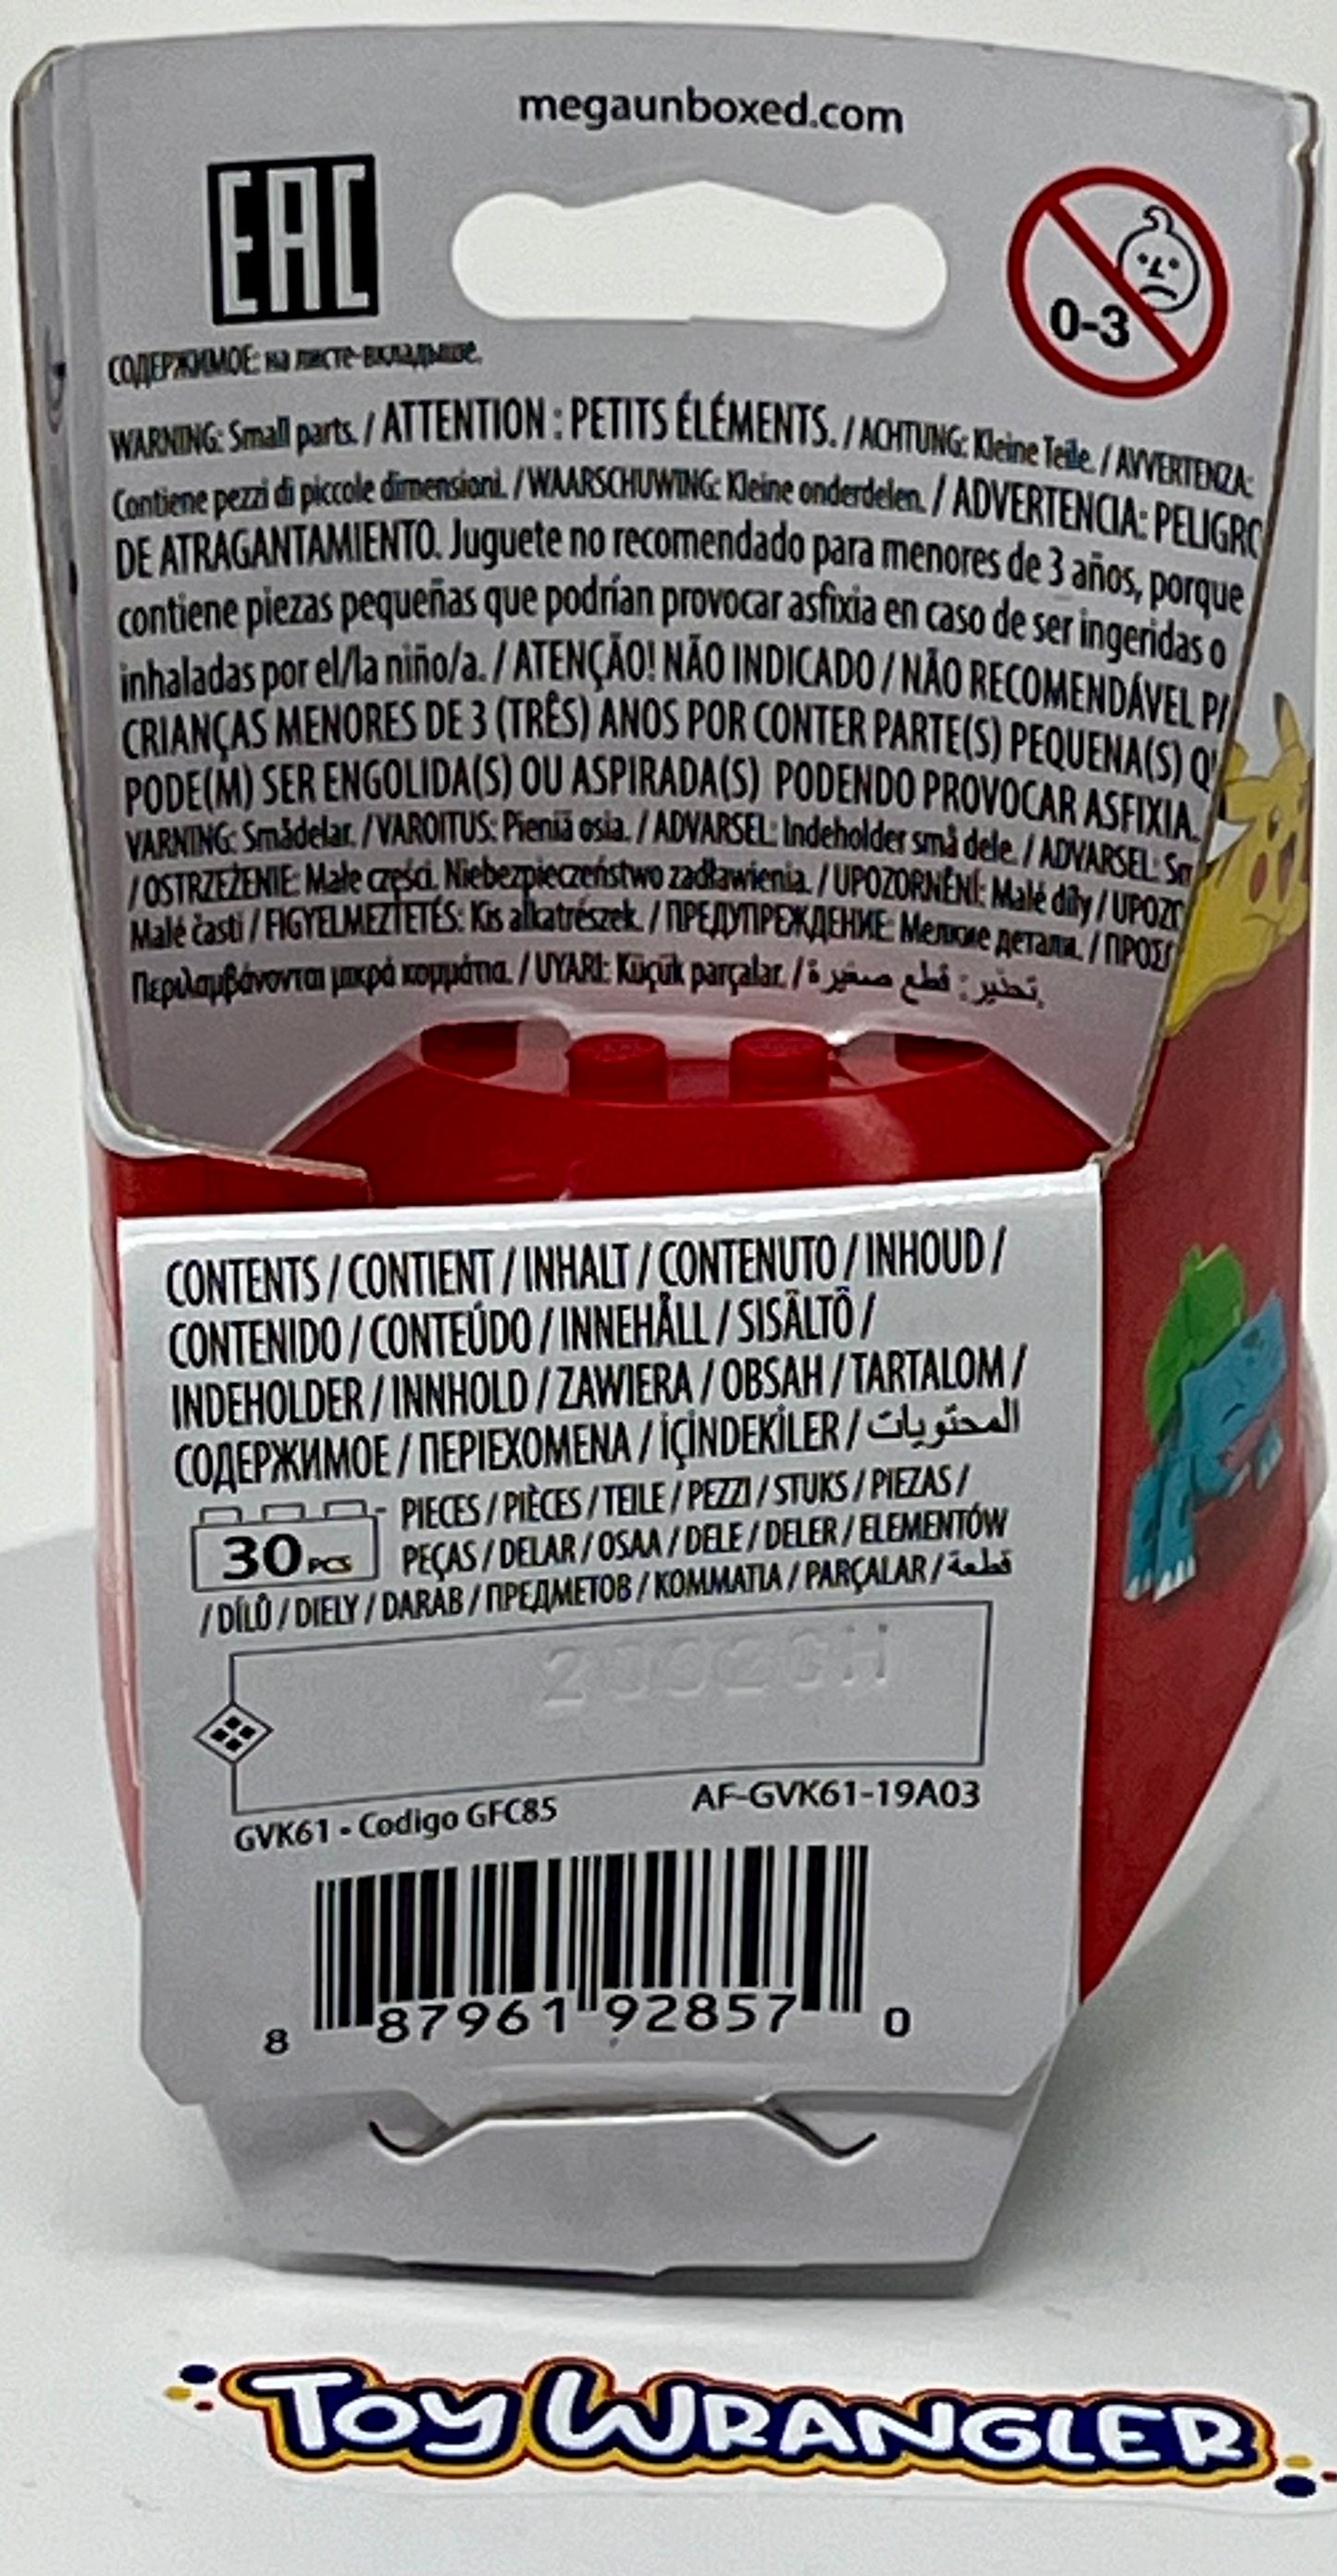 megaunboxed.com
EAC
0-3
СОДЕРЖИМОЕ: на листе-вкладыше.
WARNING: Small parts. / ATTENTION : PETITS ÉLÉMENTS. / ACHTUNG: Kleine Teile. / AVVERTENZA:
Contiene pezzi di piccole dimensioni. / WAARSCHUWING: Kleine onderdelen. / ADVERTENCIA: PELIGRO
DE ATRAGANTAMIENTO. Juguete no recomendado para menores de 3 años, porque
contiene piezas pequeñas que podrían provocar asfixia en caso de ser ingeridas o
inhaladas por el/la niño/a. / ATENÇÃO! NÃO INDICADO / NÃO RECOMENDÁVEL P/
CRIANÇAS MENORES DE 3 (TRÊS) ANOS POR CONTER PARTE(S) PEQUENA(S)
PODE(M) SER ENGOLIDA(S) OU ASPIRADA(S) PODENDO PROVOCAR ASFIXIA.
VARNING: Smådelar. / VAROITUS: Pieniä osia. / ADVARSEL: Indeholder små dele. / ADVARSEL:
/ OSTRZEŻENIE: Małe części. Niebezpieczeństwo zadławienia. / UPOZORNĚNÍ: Malé díly /
Malé časti / FIGYELMEZTETÉS: Kis alkatrészek. / ПРЕДУПРЕЖДЕНИЕ: Мелкие детали. /
Περιλαμβάνονται μικρά κομμάτια. / UYARI: Küçük parçalar. / تحذير: قطع صغيرة.
CONTENTS / CONTIENT / INHALT / CONTENUTO / INHOUD /
CONTENIDO / CONTEÚDO / INNEHÅLL / SISÄLTÖ /
INDEHOLDER / INNHOLD / ZAWIERA / OBSAH / TARTALOM /
СОДЕРЖИМОЕ / ΠΕΡΙΕΧΟΜΕΝΑ / İÇİNDEKİLER / المحتويات
30 PCS
PIECES / PIÈCES / TEILE / PEZZI / STUKS / PIEZAS /
PEÇAS / DELAR / OSAA / DELE / DELER / ELEMENTÓW
/ DÍLŮ / DIELY / DARAB / ПРЕДМЕТОВ / ΚΟΜΜΑΤΙΑ / PARÇALAR / قطعة
GVK61 - Codigo GFC85
AF-GVK61-19A03
8 87961 92857 0
TOY WRANGLER